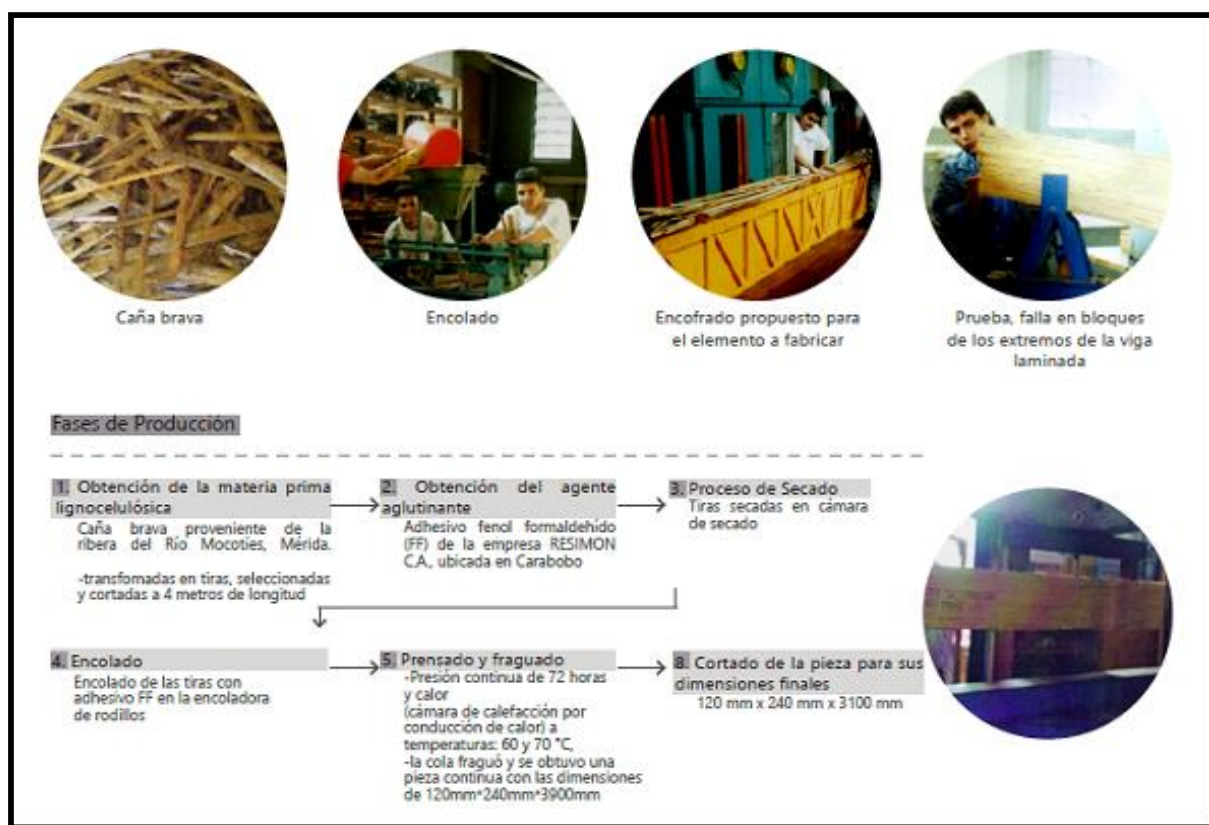 Caña brava
Encolado
Encofrado propuesto para
el elemento a fabricar
Prueba, falla en bloques
de los extremos de la viga
laminada
Fases de Producción
1. Obtención de la materia prima
lignocelulósica
Caña brava proveniente de la
ribera del Río Mocoties, Mérida.
-transfomadas en tiras, seleccionadas
y cortadas a 4 metros de longitud
2. Obtención del agente
aglutinante
Adhesivo fenol formaldehído
(FF) de la empresa RESIMON
C.A., ubicada en Carabobo
3. Proceso de Secado
Tiras secadas en cámara
de secado
4. Encolado
Encolado de las tiras con
adhesivo FF en la encoladora
de rodillos
5. Prensado y fraguado
-Presión continua de 72 horas
y calor
(cámara de calefacción por
conducción de calor) a
temperaturas: 60 y 70 °C,
-la cola fraguó y se obtuvo una
pieza continua con las dimensiones
de 120mm*240mm*3900mm
8. Cortado de la pieza para sus
dimensiones finales
120 mm x 240 mm x 3100 mm